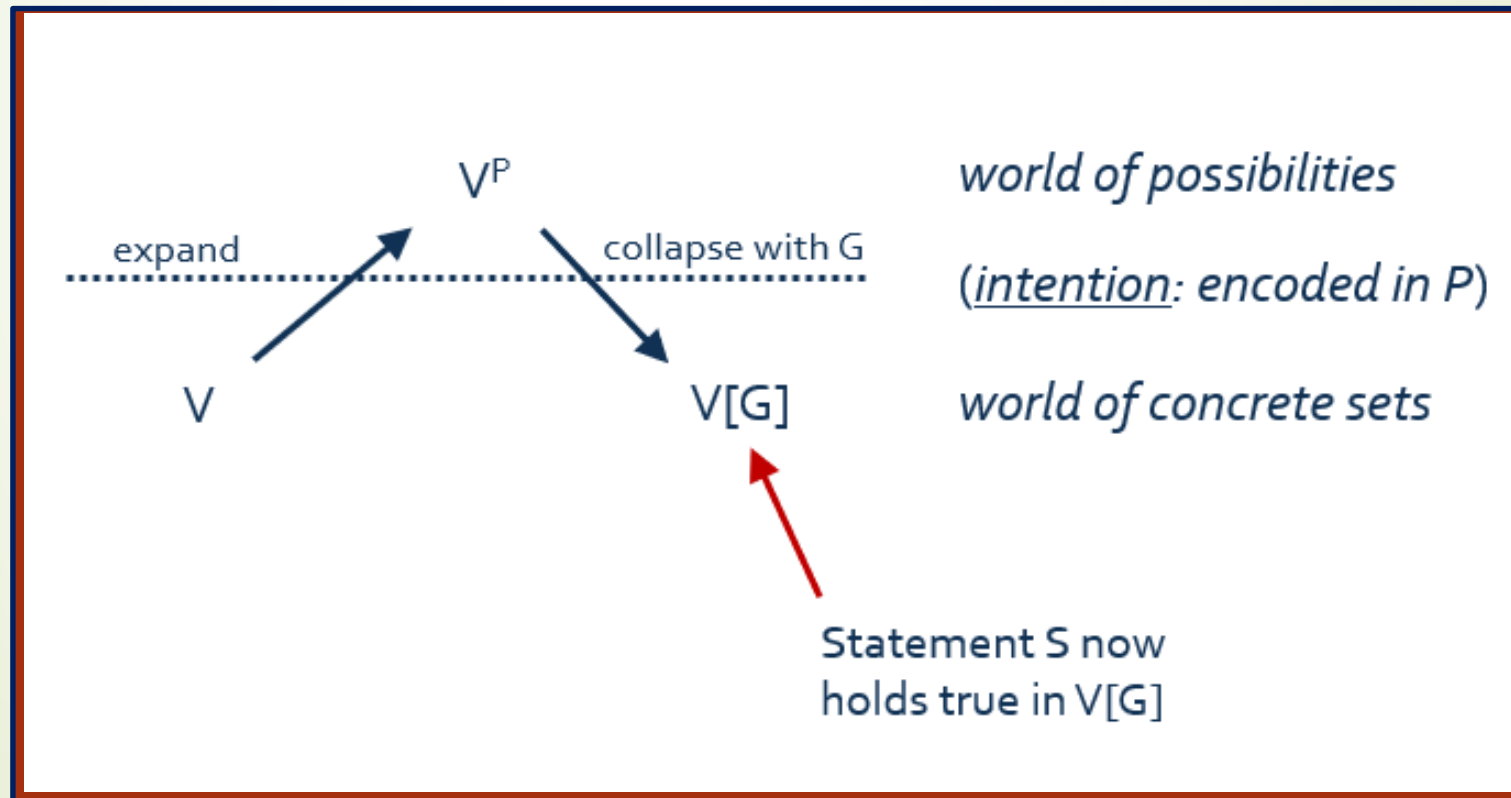 V^P
world of possibilities
expand
collapse with G
(intention: encoded in P)
V
V[G]
world of concrete sets
Statement S now
holds true in V[G]